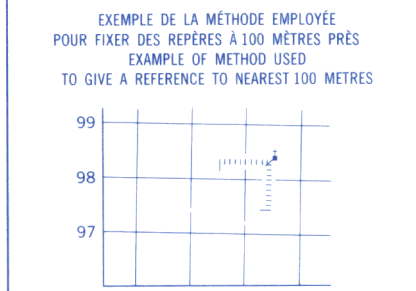 EXEMPLE DE LA MÉTHODE EMPLOYÉE
POUR FIXER DES REPÈRES À 100 MÈTRES PRÈS
EXAMPLE OF METHOD USED
TO GIVE A REFERENCE TO NEAREST 100 METRES
99
98
97